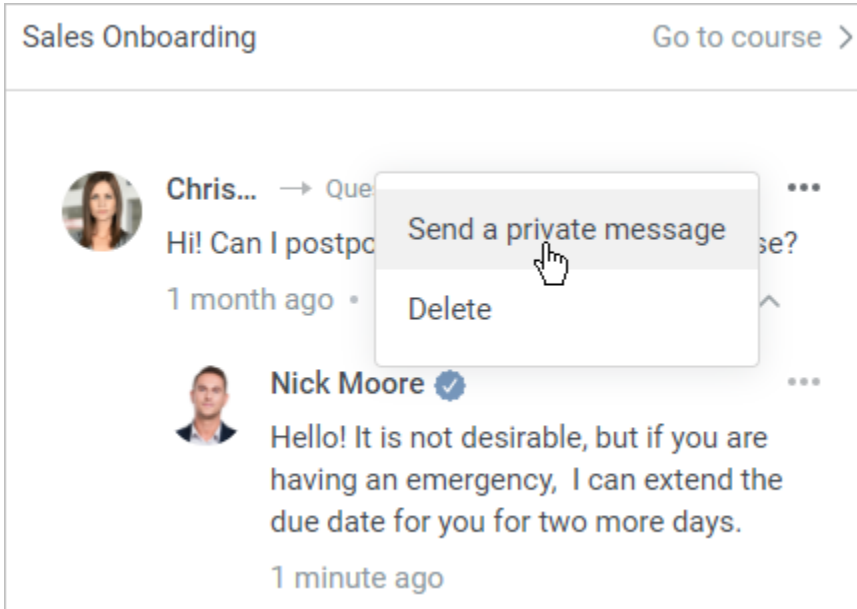 Sales Onboarding Go to course >
Chris... → Que
Send a private message
Hi! Can I postpo se?
1 month ago •
Delete
Nick Moore
Hello! It is not desirable, but if you are
having an emergency, I can extend the
due date for you for two more days.
1 minute ago